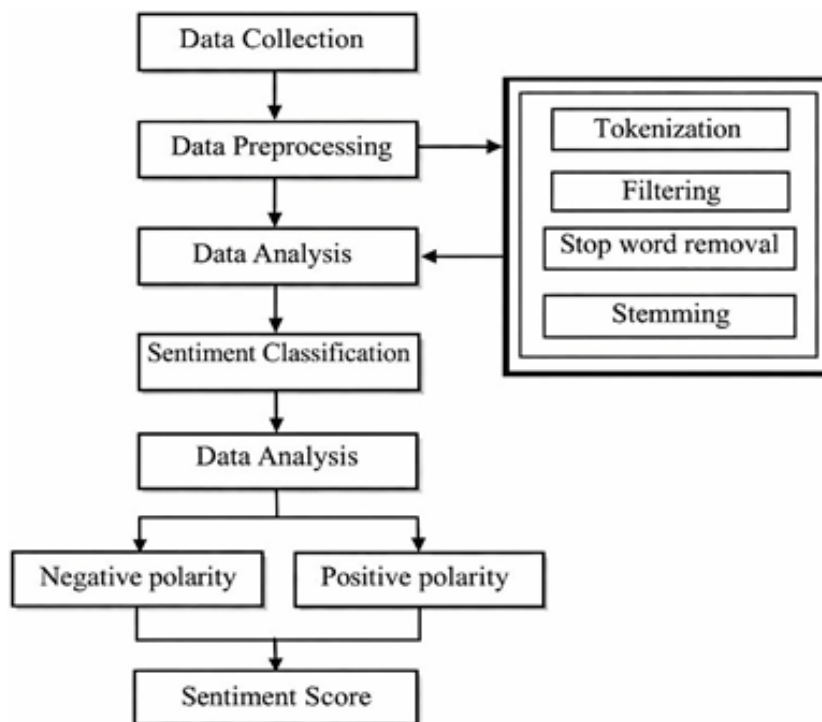 Data Collection
Data Preprocessing
Tokenization
Filtering
Stop word removal
Stemming
Data Analysis
Sentiment Classification
Data Analysis
Negative polarity
Positive polarity
Sentiment Score